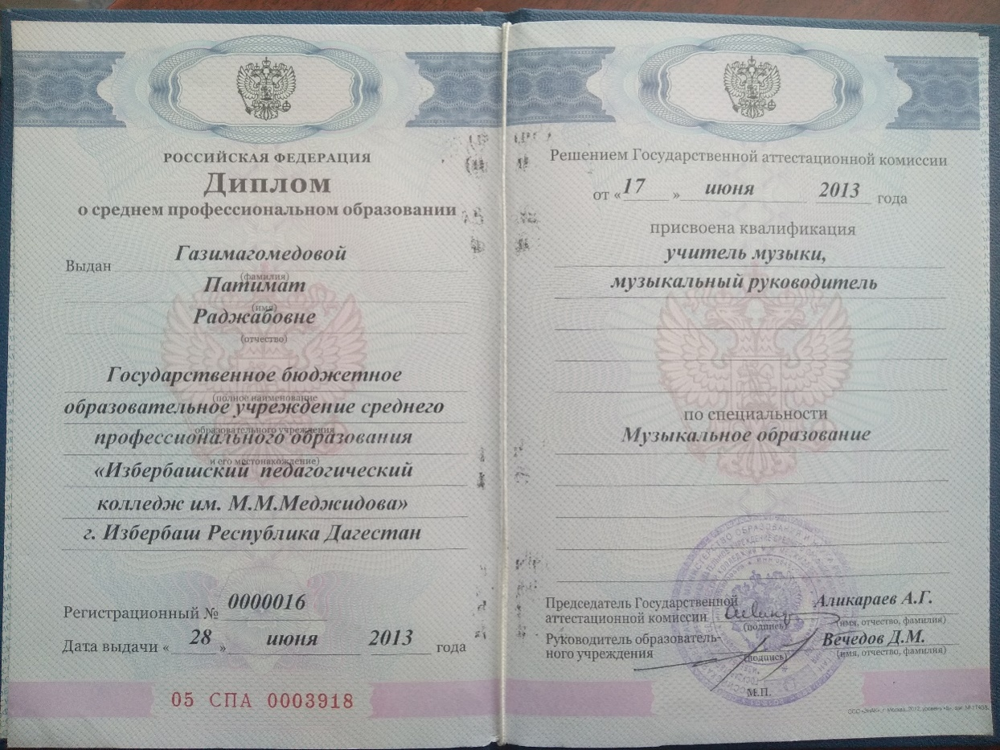 РОССИЙСКАЯ ФЕДЕРАЦИЯ
Диплом
о среднем профессиональном образовании
Выдан Газимагомедовой
(фамилия)
Патимат
(имя)
Раджабовне
(отчество)
Государственное бюджетное
(полное наименование
образовательное учреждение среднего
образовательного учреждения
профессионального образования
и его местонахождение)
«Избербашский педагогический
колледж им. М.М.Меджидова»
г. Избербаш Республика Дагестан
Регистрационный № 0000016
Дата выдачи « 28 » июня 2013 года
05 СПА 0003918
Решением Государственной аттестационной комиссии
от « 17 » июня 2013 года
присвоена квалификация
учитель музыки,
музыкальный руководитель
по специальности
Музыкальное образование
Председатель Государственной
аттестационной комиссии Аликараев А.Г.
(подпись) (имя, отчество, фамилия)
Руководитель образователь-
ного учреждения Вечедов Д.М.
(подпись) (имя, отчество, фамилия)
М.П.